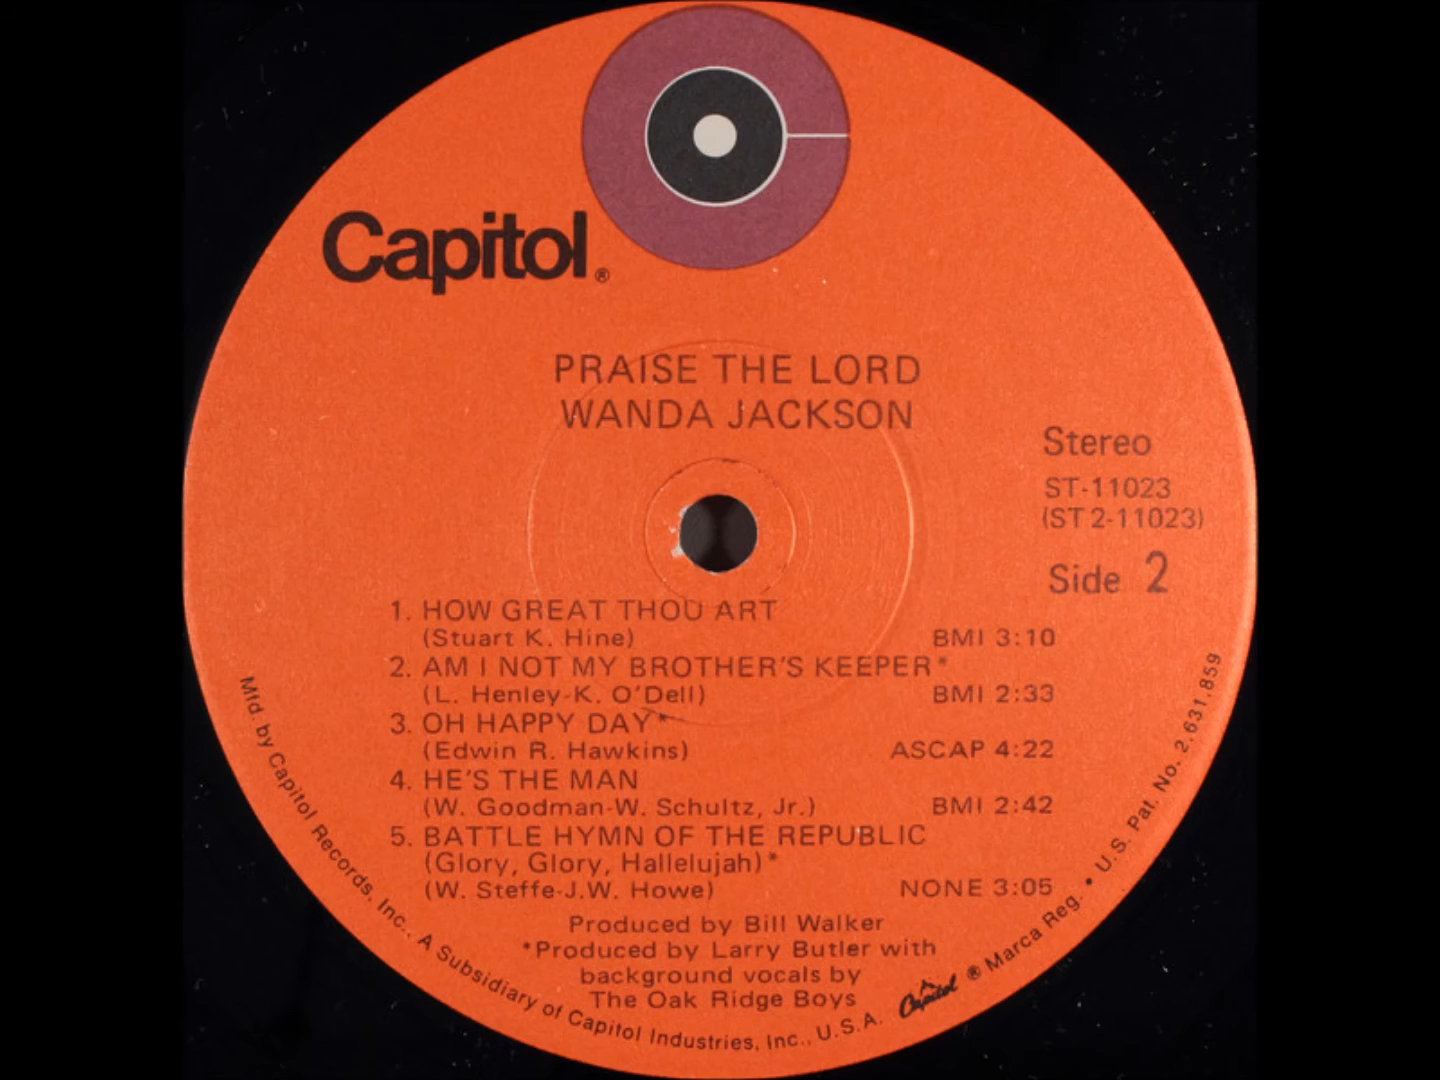 Capitol®
PRAISE THE LORD
WANDA JACKSON
Stereo
ST-11023
(ST 2-11023)
Side 2
1. HOW GREAT THOU ART
(Stuart K. Hine) BMI 3:10
2. AM I NOT MY BROTHER'S KEEPER*
(L. Henley-K. O'Dell) BMI 2:33
3. OH HAPPY DAY*
(Edwin R. Hawkins) ASCAP 4:22
4. HE'S THE MAN
(W. Goodman-W. Schultz, Jr.) BMI 2:42
5. BATTLE HYMN OF THE REPUBLIC
(Glory, Glory, Hallelujah)*
(W. Steffe-J.W. Howe) NONE 3:05
Produced by Bill Walker
*Produced by Larry Butler with
background vocals by
The Oak Ridge Boys
Mfd. by Capitol Records, Inc., A Subsidiary of Capitol Industries, Inc., U.S.A. Capitol ® Marca Reg. • U.S. Pat. No. 2,631,859